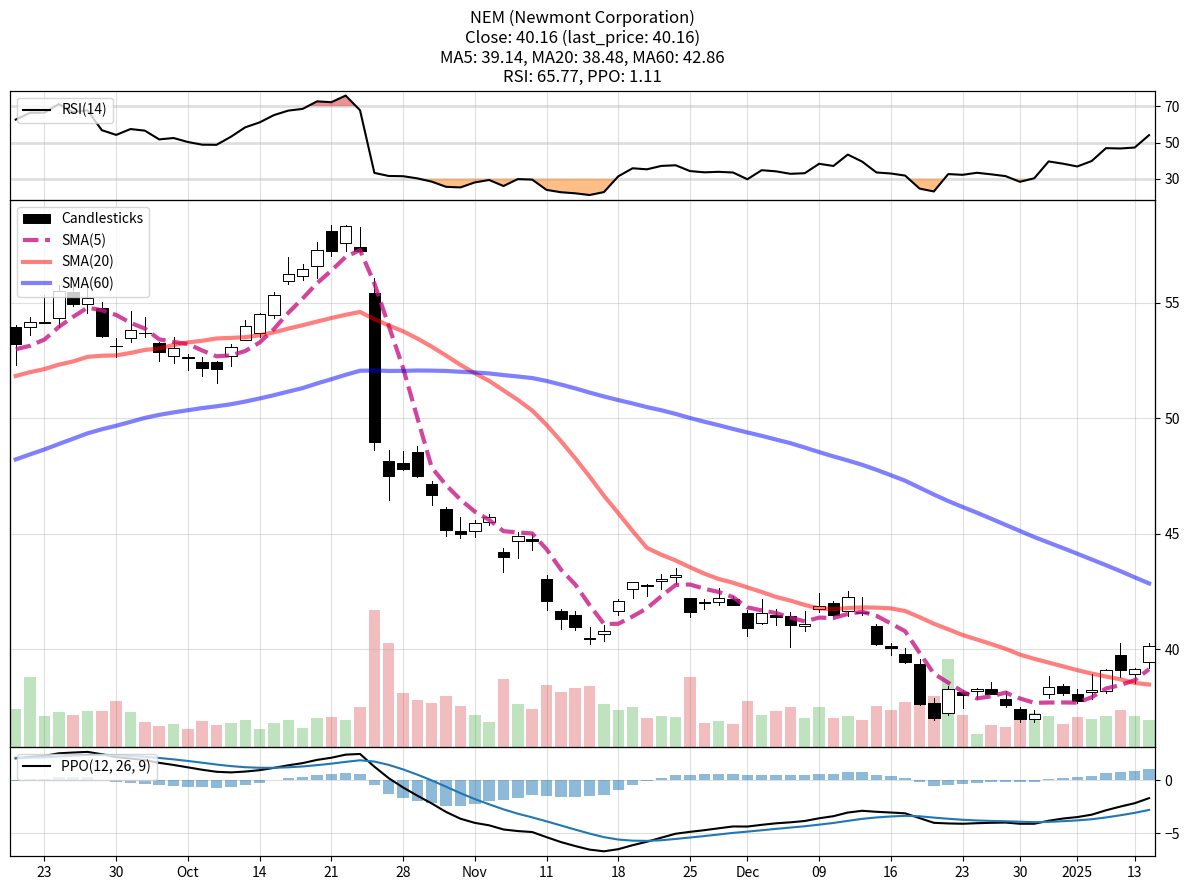 NEM (Newmont Corporation)
Close: 40.16 (last_price: 40.16)
MA5: 39.14, MA20: 38.48, MA60: 42.86
RSI: 65.77, PPO: 1.11
RSI(14)
70
50
30
Candlesticks
SMA(5)
SMA(20)
SMA(60)
55
50
45
40
PPO(12, 26, 9)
0
−5
23 30 Oct 14 21 28 Nov 11 18 25 Dec 09 16 23 30 2025 13